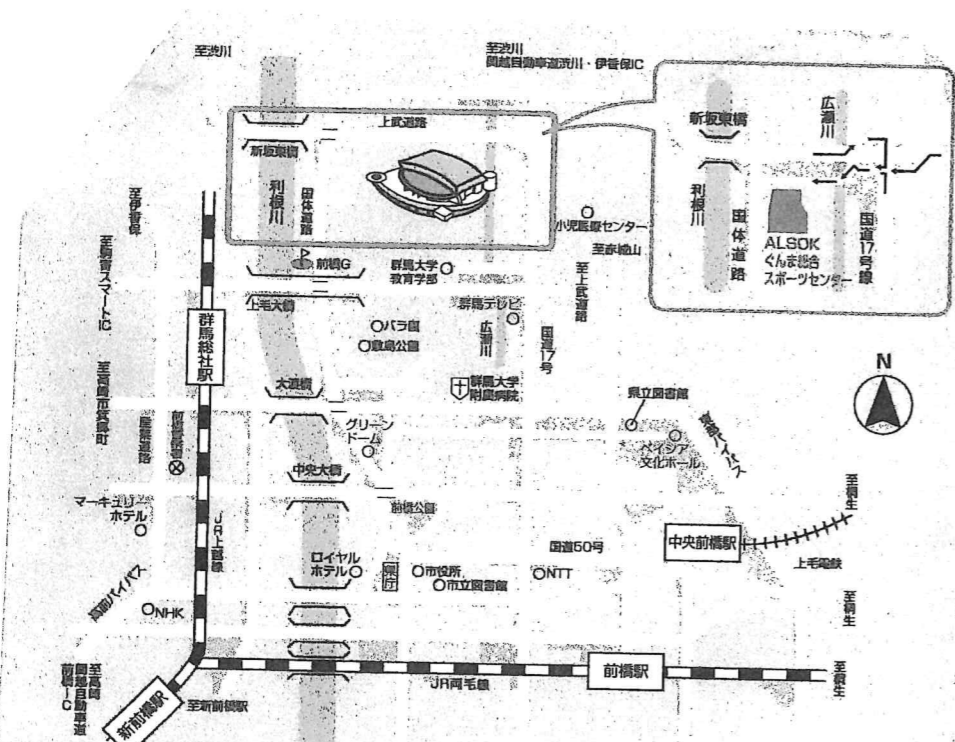 至渋川
至渋川
関越自動車道渋川・伊香保IC
上武道路
新坂東橋
利根川
国体道路
小児医療センター
至赤城山
至上武道路
新坂東橋
広瀬川
利根川
国体道路
ALSOK
ぐんま総合
スポーツセンター
国道17号線
至伊香保
至駒寄スマートIC
至高崎市箕郷町
前橋G
群馬大学
教育学部
上毛大橋
群馬テレビ
バラ園
敷島公園
広瀬川
国道17号
群馬総社駅
大渡橋
群馬大学
附属病院
N
県立図書館
ベイシア
文化ホール
産業道路
グリーン
ドーム
中央大橋
マーキュリー
ホテル
JR上越線
前橋公園
国道50号
中央前橋駅
至桐生
上毛電鉄
ロイヤル
ホテル
県庁
市役所
市立図書館
NTT
高前バイパス
NHK
至桐生
至高崎
関越自動車道
前橋IC
新前橋駅
至新前橋駅
JR両毛線
前橋駅
至桐生